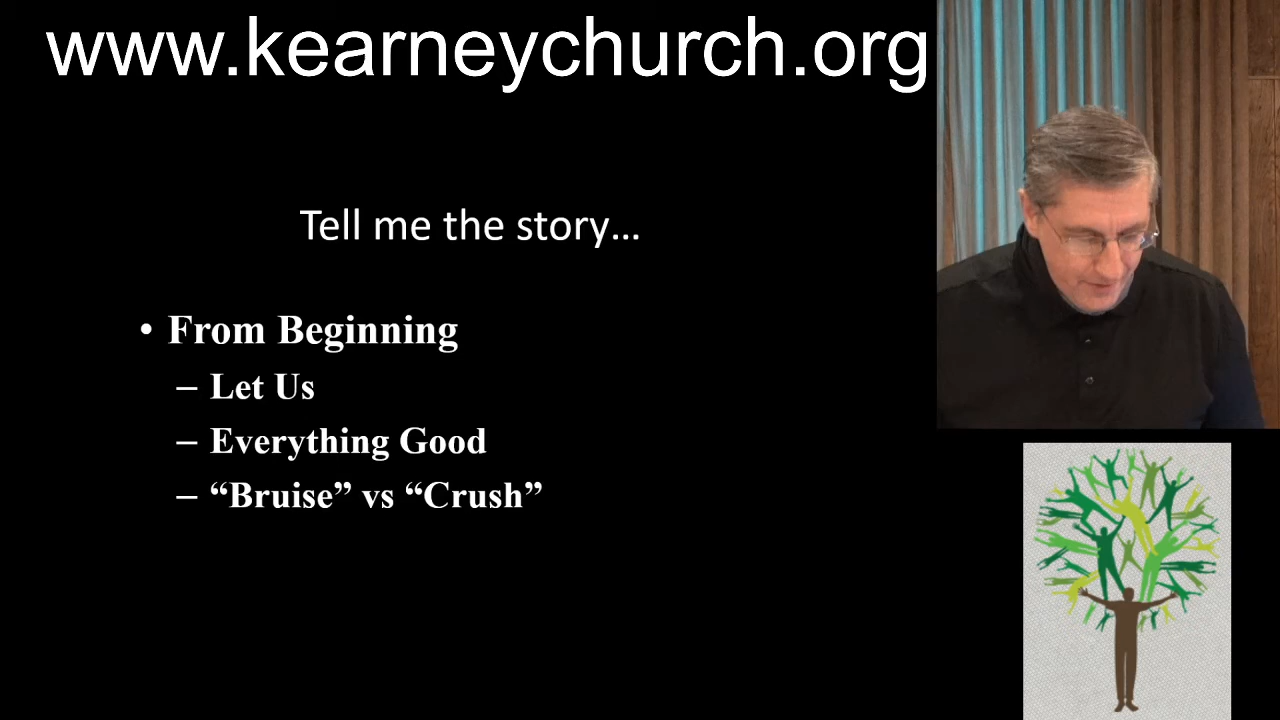 www.kearneychurch.org
Tell me the story…
• From Beginning
– Let Us
– Everything Good
– “Bruise” vs “Crush”